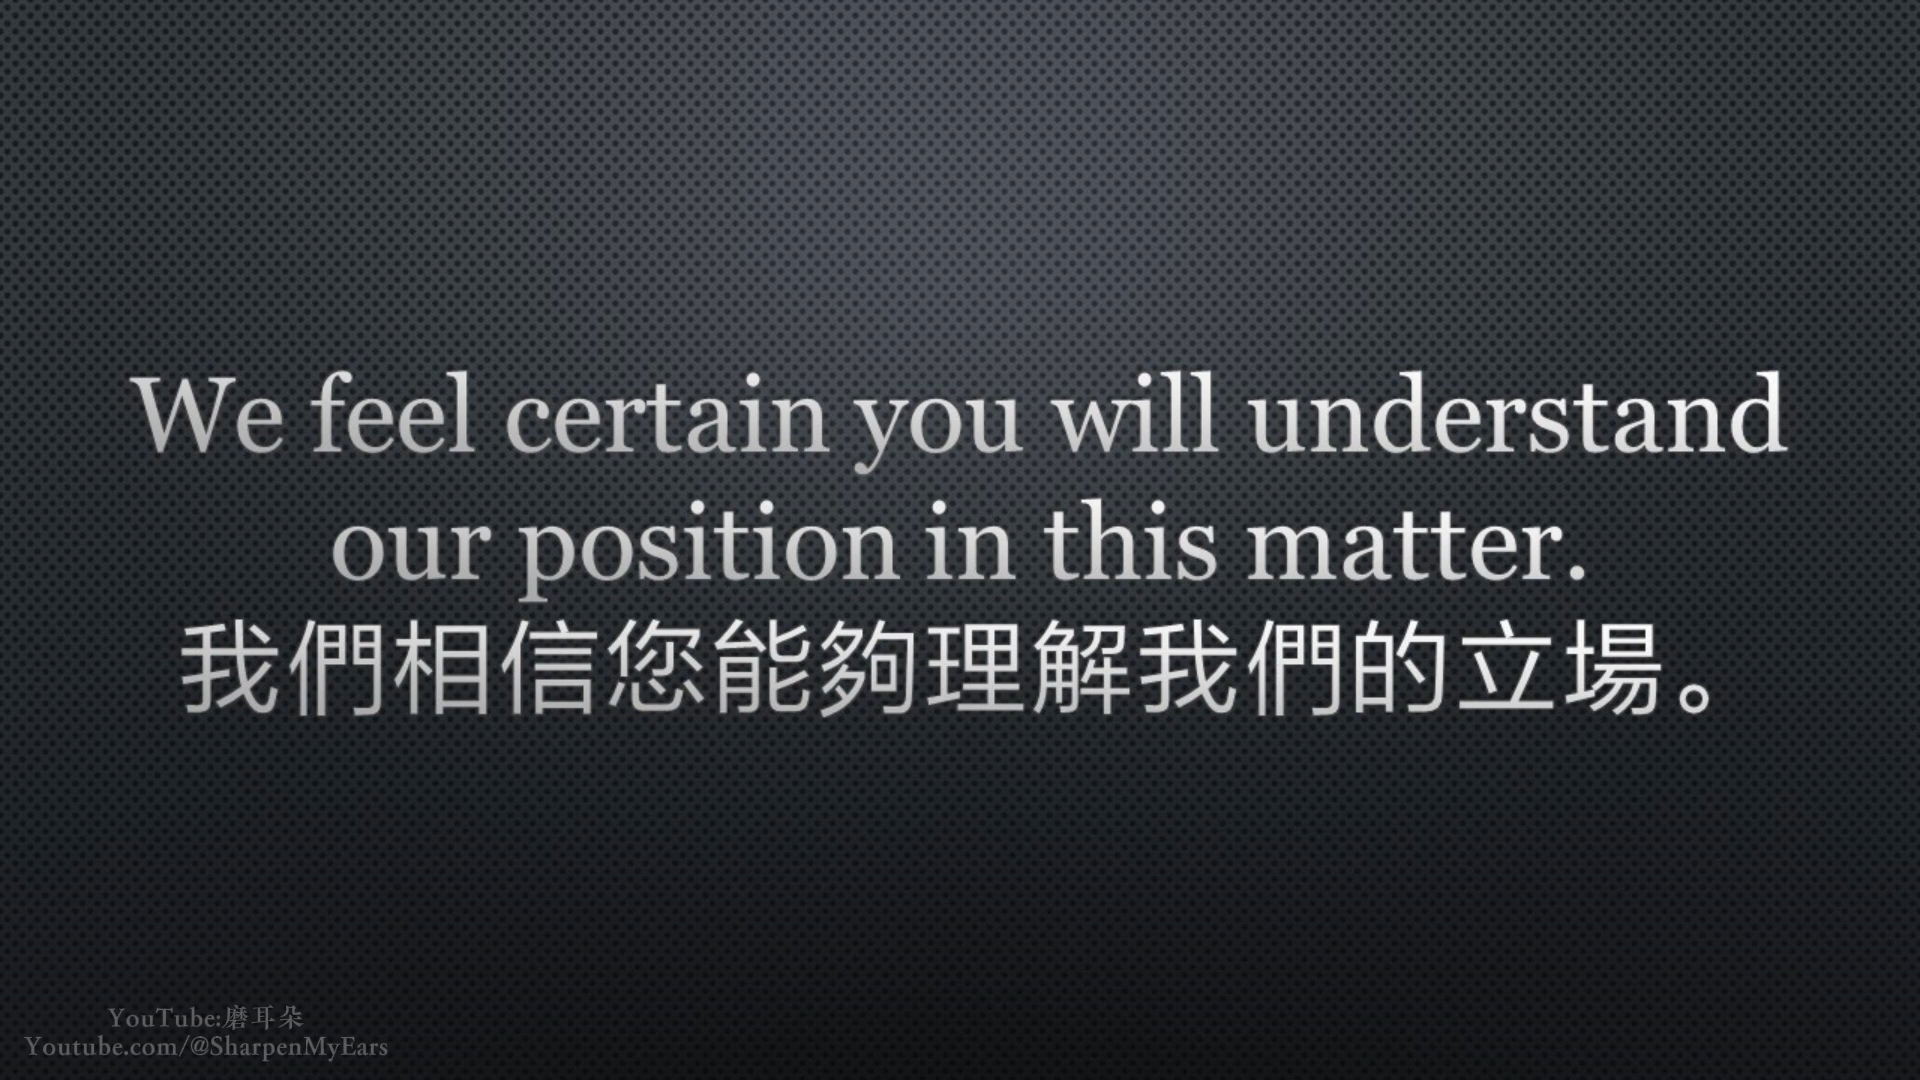 We feel certain you will understand
our position in this matter.
我們相信您能夠理解我們的立場。
YouTube:磨耳朵
Youtube.com/@SharpenMyEars